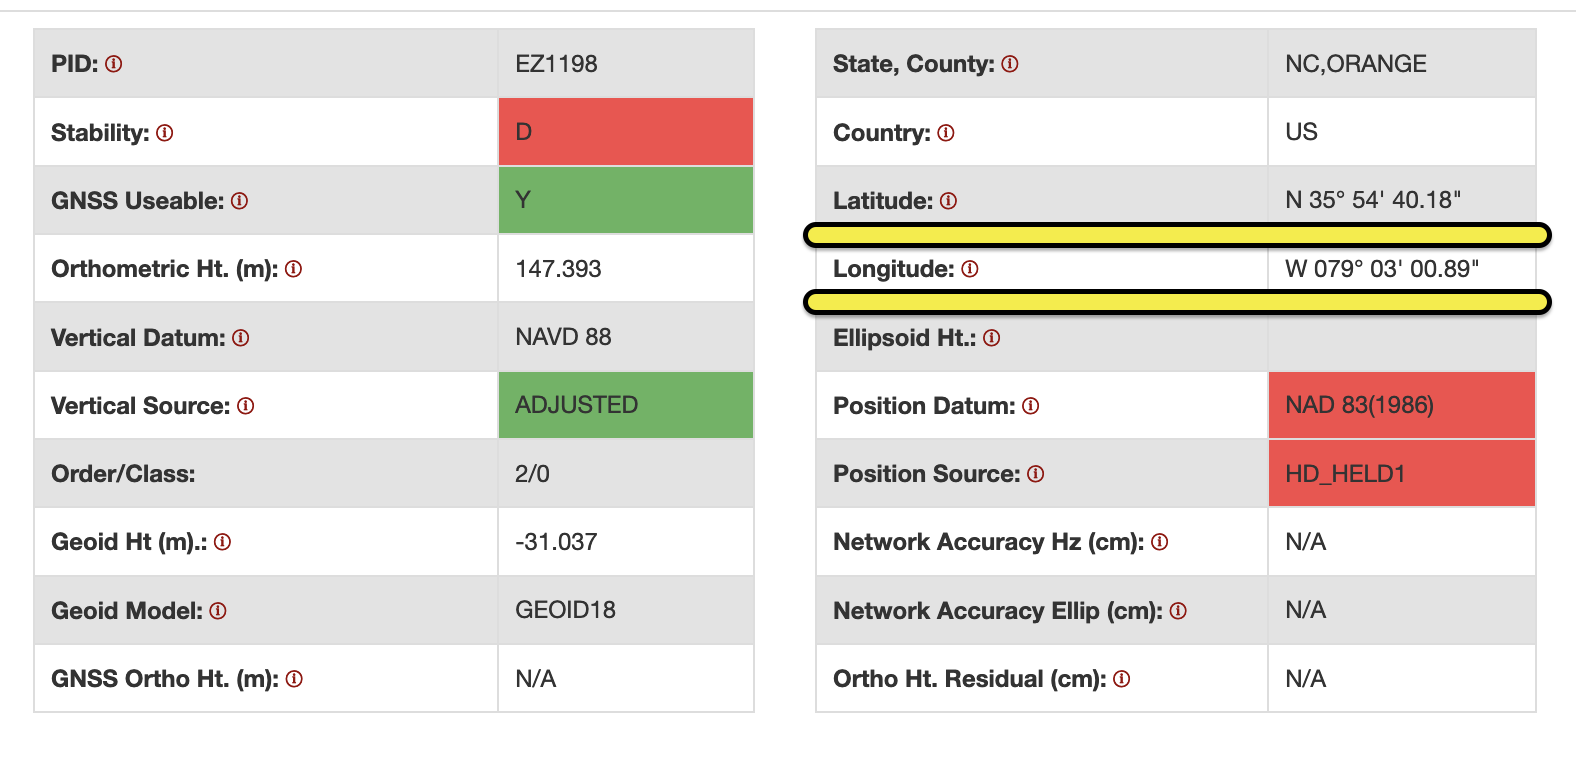 PID: EZ1198
Stability: D
GNSS Useable: Y
Orthometric Ht. (m): 147.393
Vertical Datum: NAVD 88
Vertical Source: ADJUSTED
Order/Class: 2/0
Geoid Ht (m).: -31.037
Geoid Model: GEOID18
GNSS Ortho Ht. (m): N/A
State, County: NC,ORANGE
Country: US
Latitude: N 35° 54' 40.18"
Longitude: W 079° 03' 00.89"
Ellipsoid Ht.:
Position Datum: NAD 83(1986)
Position Source: HD_HELD1
Network Accuracy Hz (cm): N/A
Network Accuracy Ellip (cm): N/A
Ortho Ht. Residual (cm): N/A